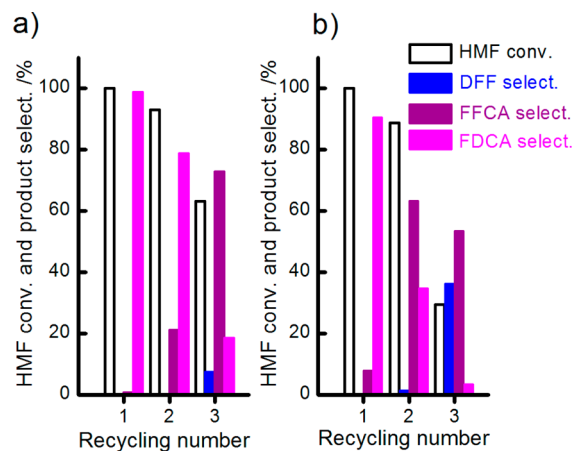 a)
HMF conv. and product select. /%
100
80
60
40
20
0
1 2 3
Recycling number
b)
HMF conv. and product select. /%
100
80
60
40
20
0
1 2 3
Recycling number
HMF conv.
DFF select.
FFCA select.
FDCA select.